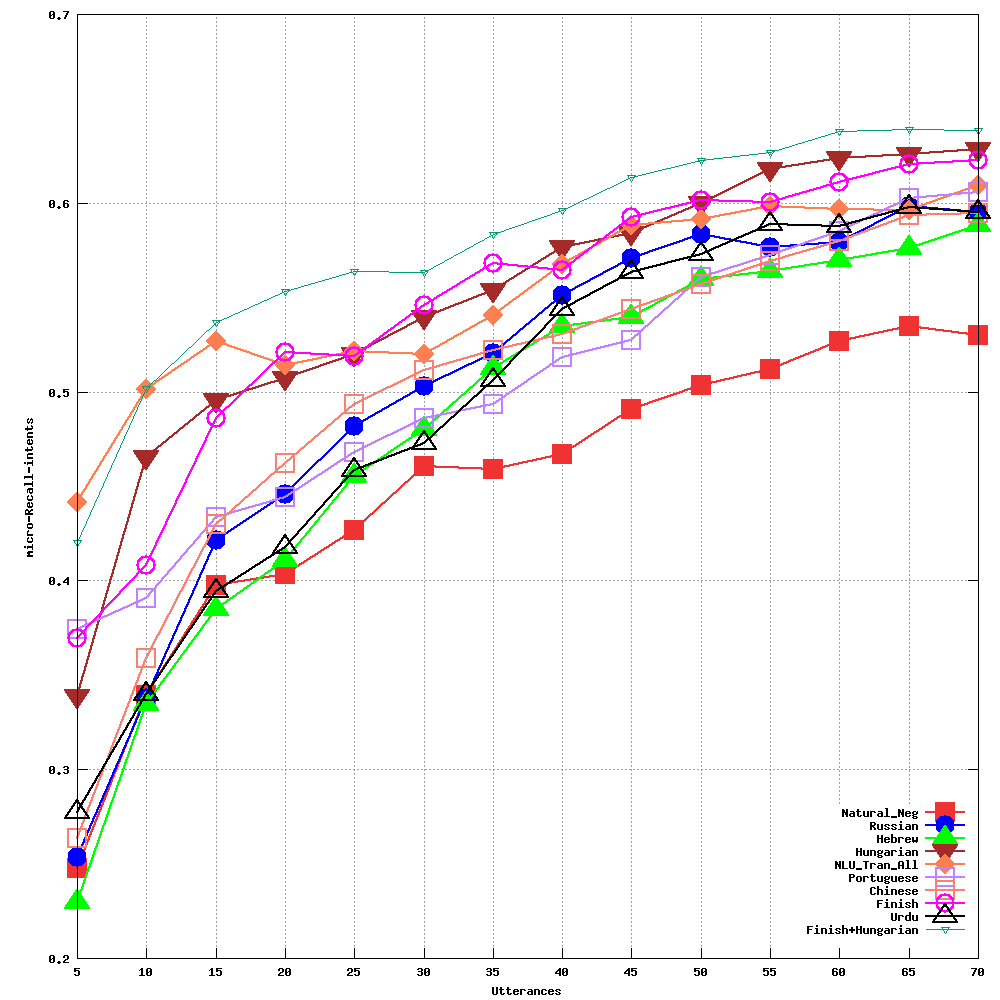 0.7
0.6
0.5
0.4
0.3
0.2
micro-Recall-intents
5 10 15 20 25 30 35 40 45 50 55 60 65 70
Utterances
Natural_Neg
Russian
Hebrew
Hungarian
NLU_Tran_All
Portuguese
Chinese
Finish
Urdu
Finish+Hungarian